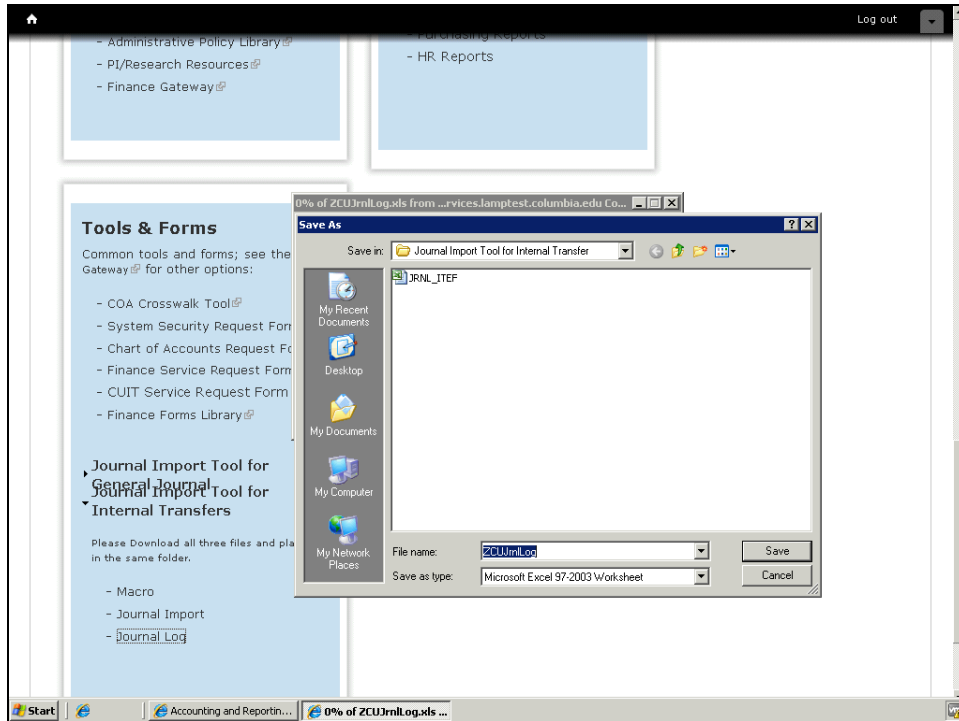 Log out
- Administrative Policy Library
- PI/Research Resources
- Finance Gateway
- Purchasing Reports
- HR Reports
Tools & Forms
Common tools and forms; see the
Gateway for other options:
- COA Crosswalk Tool
- System Security Request For
- Chart of Accounts Request Fo
- Finance Service Request Form
- CUIT Service Request Form
- Finance Forms Library
Journal Import Tool for
General Journal
Journal Import Tool for
Internal Transfers
Please Download all three files and pla
in the same folder.
- Macro
- Journal Import
- Journal Log
0% of ZCUJrnlLog.xls from ...rvices.lamptest.columbia.edu Co...
Save As
Save in:
Journal Import Tool for Internal Transfer
My Recent
Documents
Desktop
My Documents
My Computer
My Network
Places
JRNL_ITEF
File name:
ZCUJrnlLog
Save
Save as type:
Microsoft Excel 97-2003 Worksheet
Cancel
Start
Accounting and Reportin...
0% of ZCUJrnlLog.xls ...